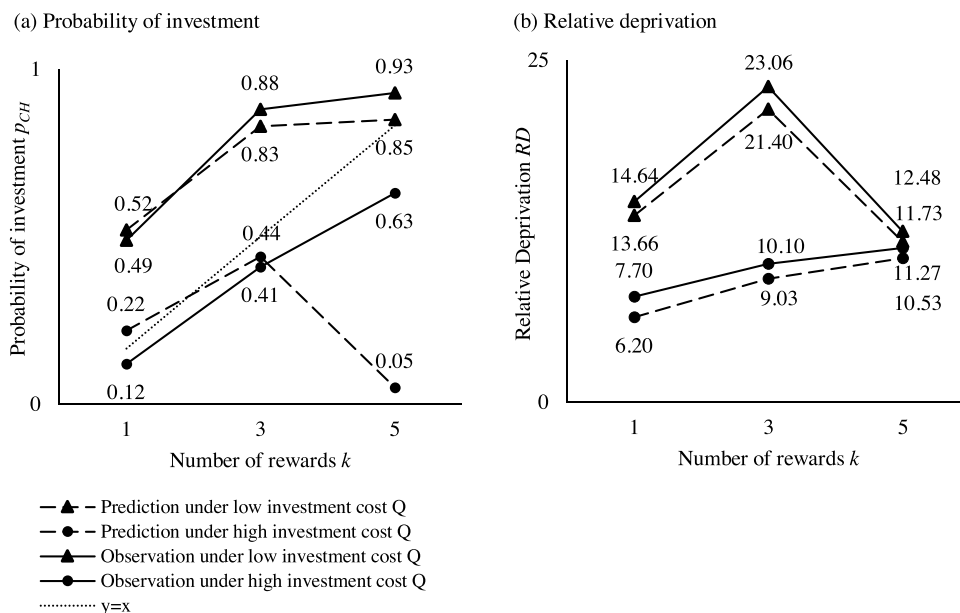 (a) Probability of investment
Probability of investment pCH
1
0
0.52
0.49
0.22
0.12
0.88
0.83
0.44
0.41
0.93
0.85
0.63
0.05
1 3 5
Number of rewards k
(b) Relative deprivation
Relative Deprivation RD
25
0
14.64
13.66
7.70
6.20
23.06
21.40
10.10
9.03
12.48
11.73
11.27
10.53
1 3 5
Number of rewards k
Prediction under low investment cost Q
Prediction under high investment cost Q
Observation under low investment cost Q
Observation under high investment cost Q
y=x